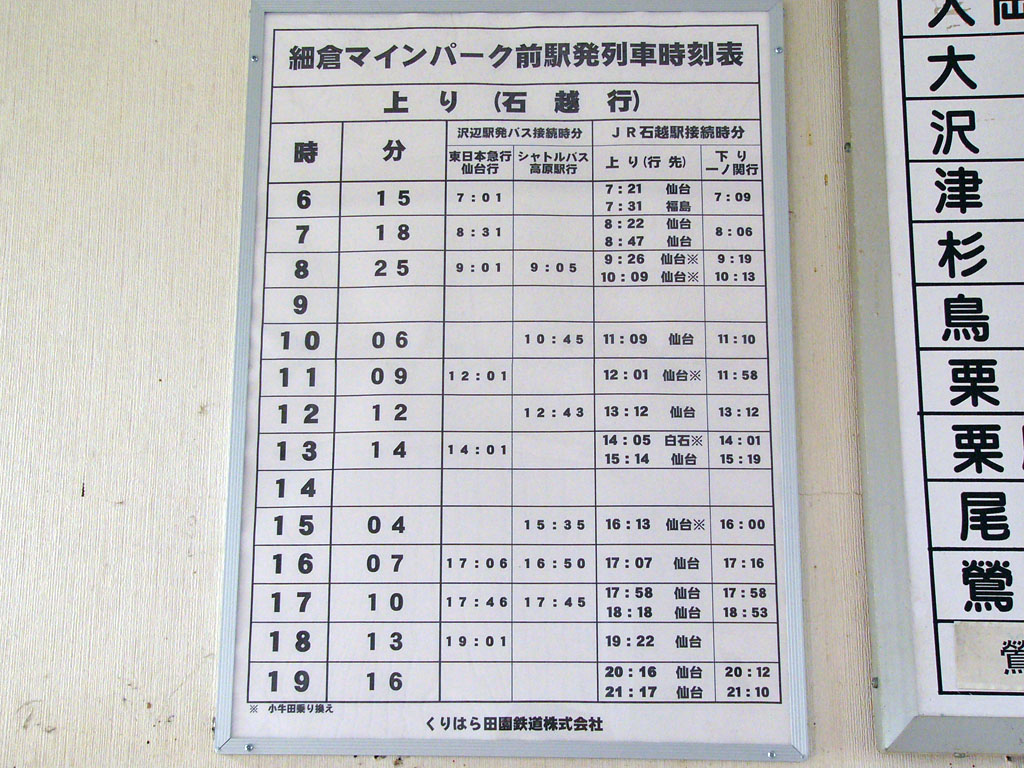 細倉マインパーク前駅発列車時刻表
上り (石越行)
時 分 沢辺駅発バス接続時分 JR石越駅接続時分
東日本急行 仙台行 シャトルバス 高原駅行 上り(行先) 下り 一ノ関行
6 15 7:01 7:21 仙台 7:09
7:31 福島
7 18 8:31 8:22 仙台 8:06
8:47 仙台
8 25 9:01 9:05 9:26 仙台※ 9:19
10:09 仙台※ 10:13
9
10 06 10:45 11:09 仙台 11:10
11 09 12:01 12:01 仙台※ 11:58
12 12 12:43 13:12 仙台 13:12
13 14 14:01 14:05 白石※ 14:01
15:14 仙台 15:19
14
15 04 15:35 16:13 仙台※ 16:00
16 07 17:06 16:50 17:07 仙台 17:16
17 10 17:46 17:45 17:58 仙台 17:58
18:18 仙台 18:53
18 13 19:01 19:22 仙台
19 16 20:16 仙台 20:12
21:17 仙台 21:10
※ 小牛田乗り換え
くりはら田園鉄道株式会社
大
沢
津
杉
鳥
栗
栗
尾
鶯
鶯